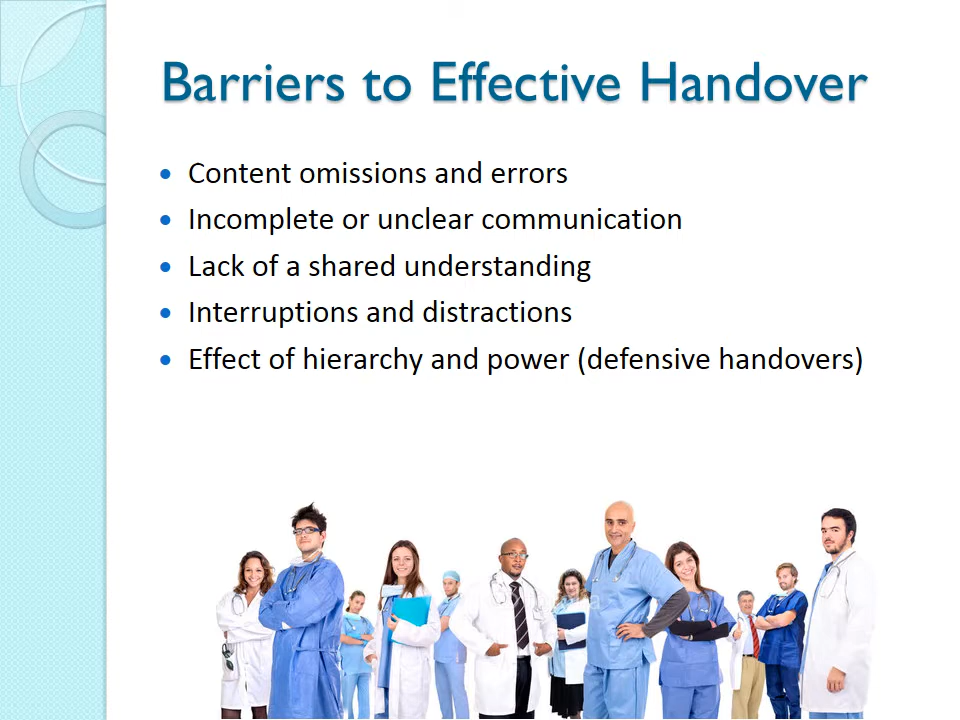 Barriers to Effective Handover
• Content omissions and errors
• Incomplete or unclear communication
• Lack of a shared understanding
• Interruptions and distractions
• Effect of hierarchy and power (defensive handovers)